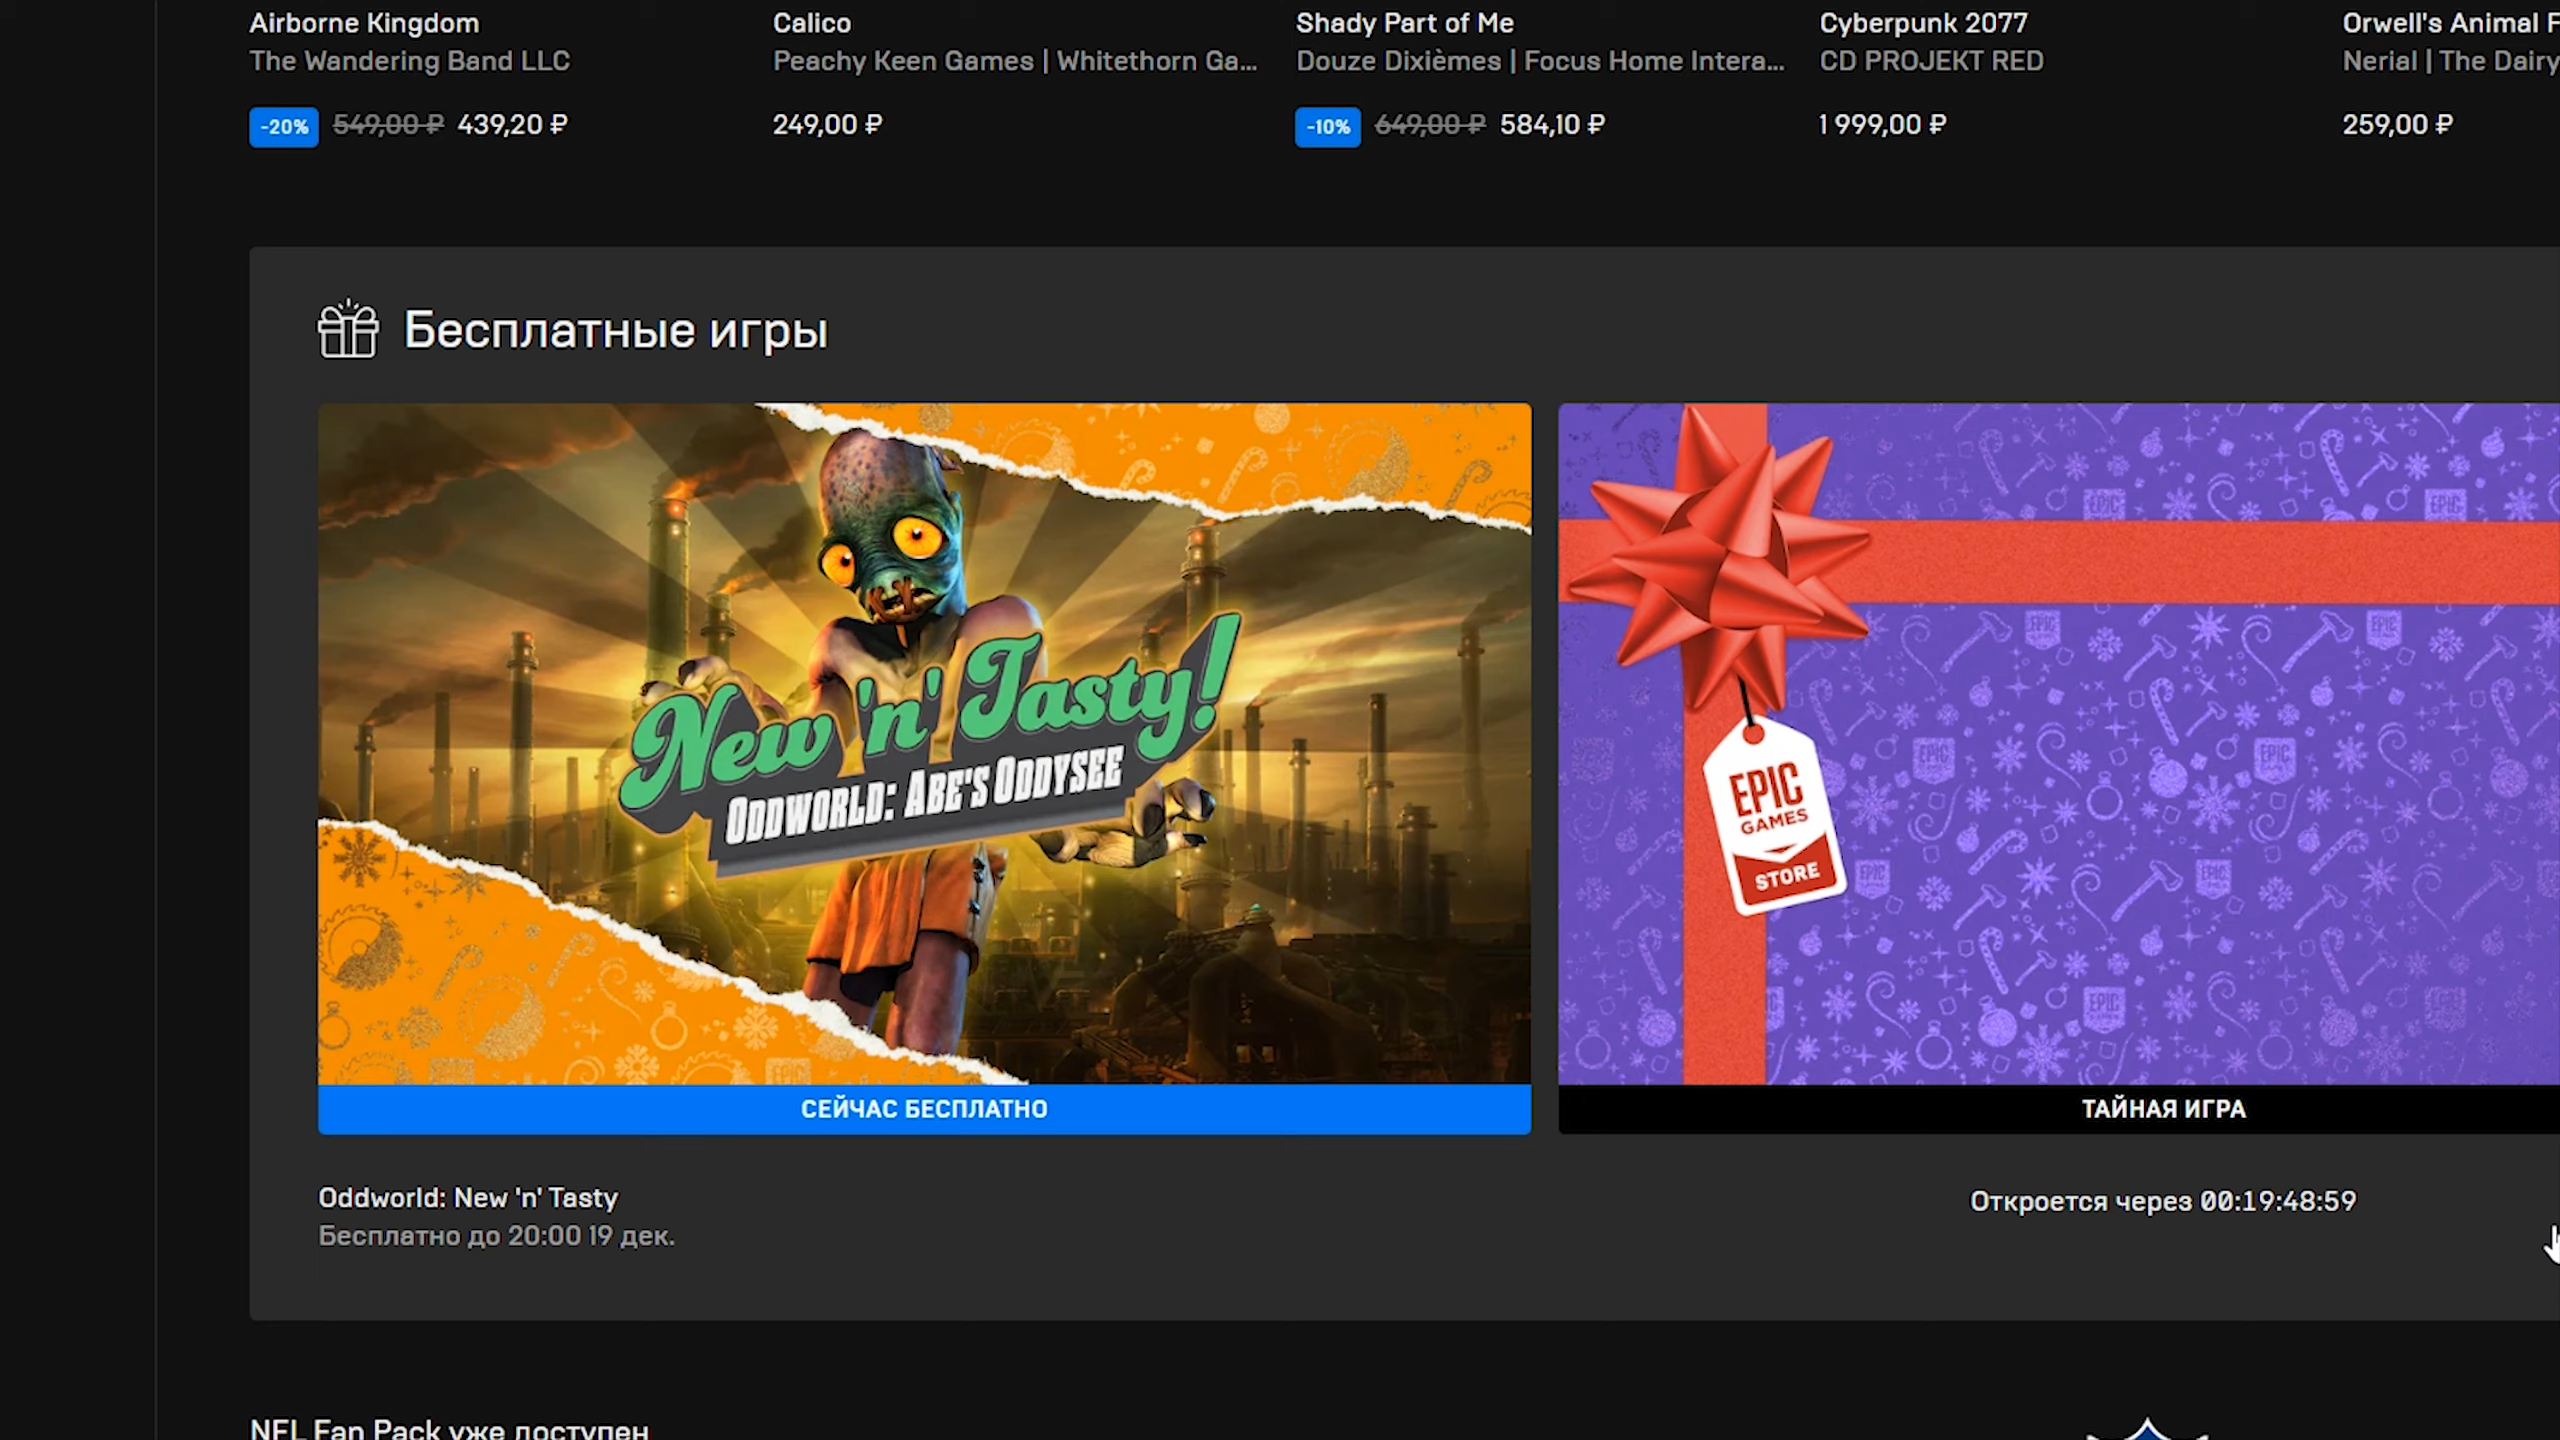 Airborne Kingdom
The Wandering Band LLC
-20% 549,00 ₽ 439,20 ₽
Calico
Peachy Keen Games | Whitethorn Ga...
249,00 ₽
Shady Part of Me
Douze Dixièmes | Focus Home Intera...
-10% 649,00 ₽ 584,10 ₽
Cyberpunk 2077
CD PROJEKT RED
1 999,00 ₽
Orwell's Animal F
Nerial | The Dairy
259,00 ₽
Бесплатные игры
New 'n' Tasty!
ODDWORLD: ABE'S ODDYSEE
СЕЙЧАС БЕСПЛАТНО
Oddworld: New 'n' Tasty
Бесплатно до 20:00 19 дек.
EPIC
GAMES
STORE
ТАЙНАЯ ИГРА
Откроется через 00:19:48:59
NFL Fan Pack уже доступен